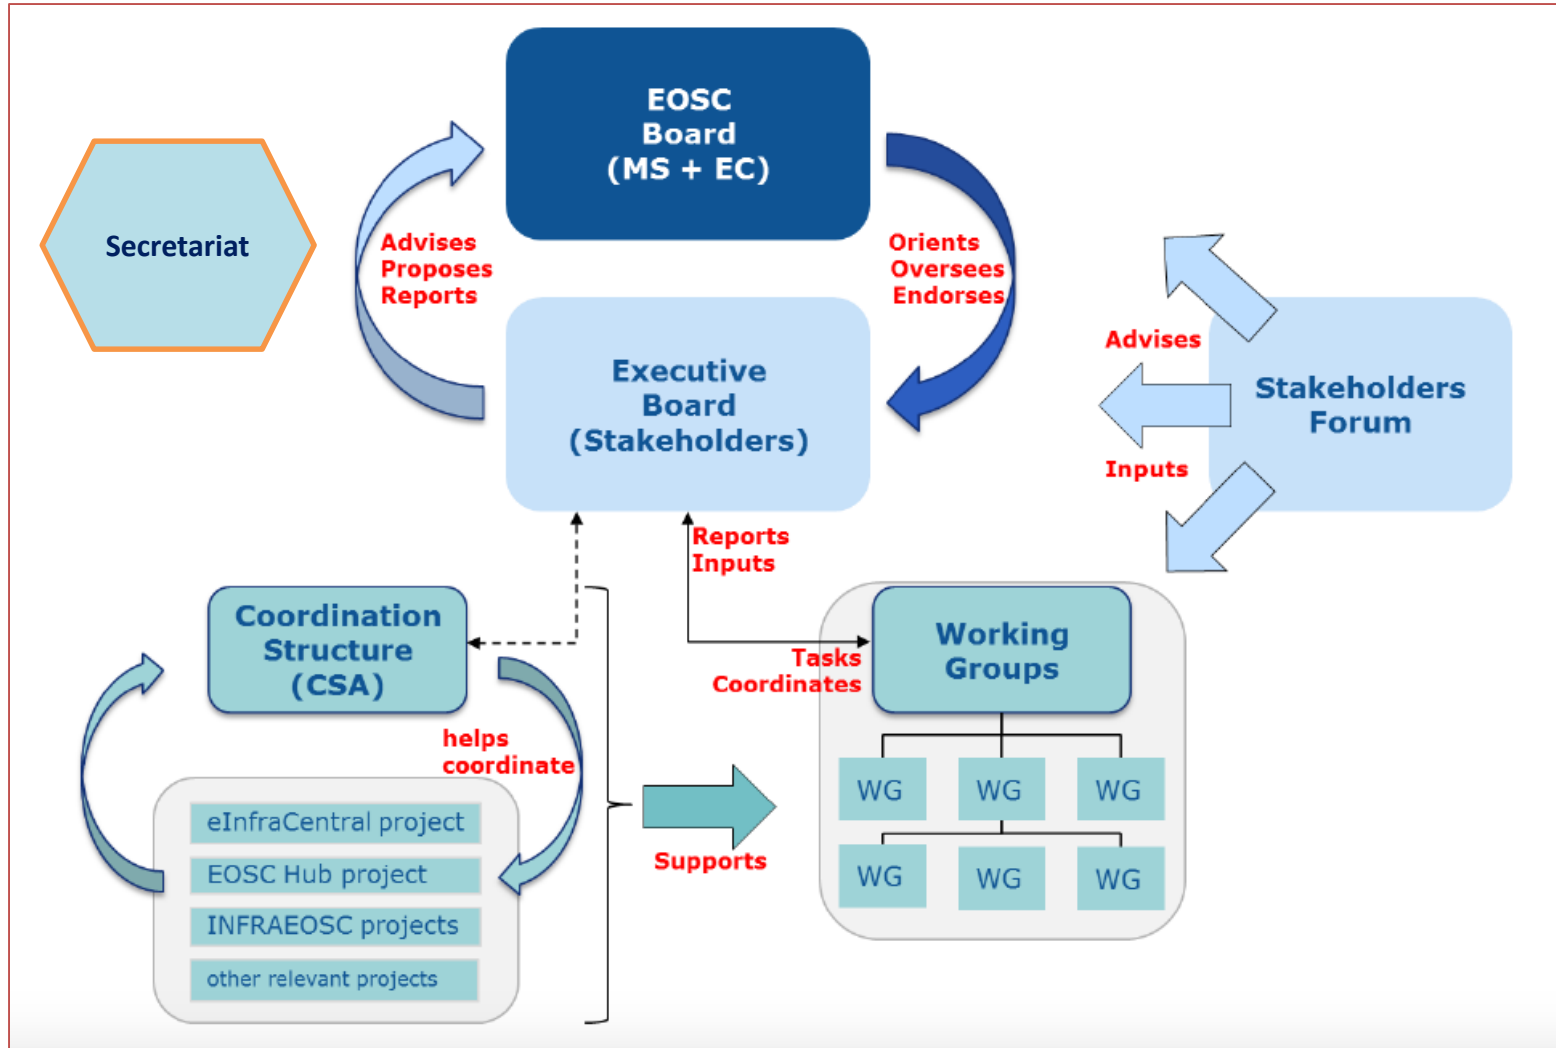 EOSC
Board
(MS + EC)
Secretariat
Advises
Proposes
Reports
Orients
Oversees
Endorses
Executive
Board
(Stakeholders)
Advises
Inputs
Stakeholders
Forum
Reports
Inputs
Coordination
Structure
(CSA)
helps
coordinate
Tasks
Coordinates
Working
Groups
eInfraCentral project
EOSC Hub project
INFRAEOSC projects
other relevant projects
Supports
WG
WG
WG
WG
WG
WG